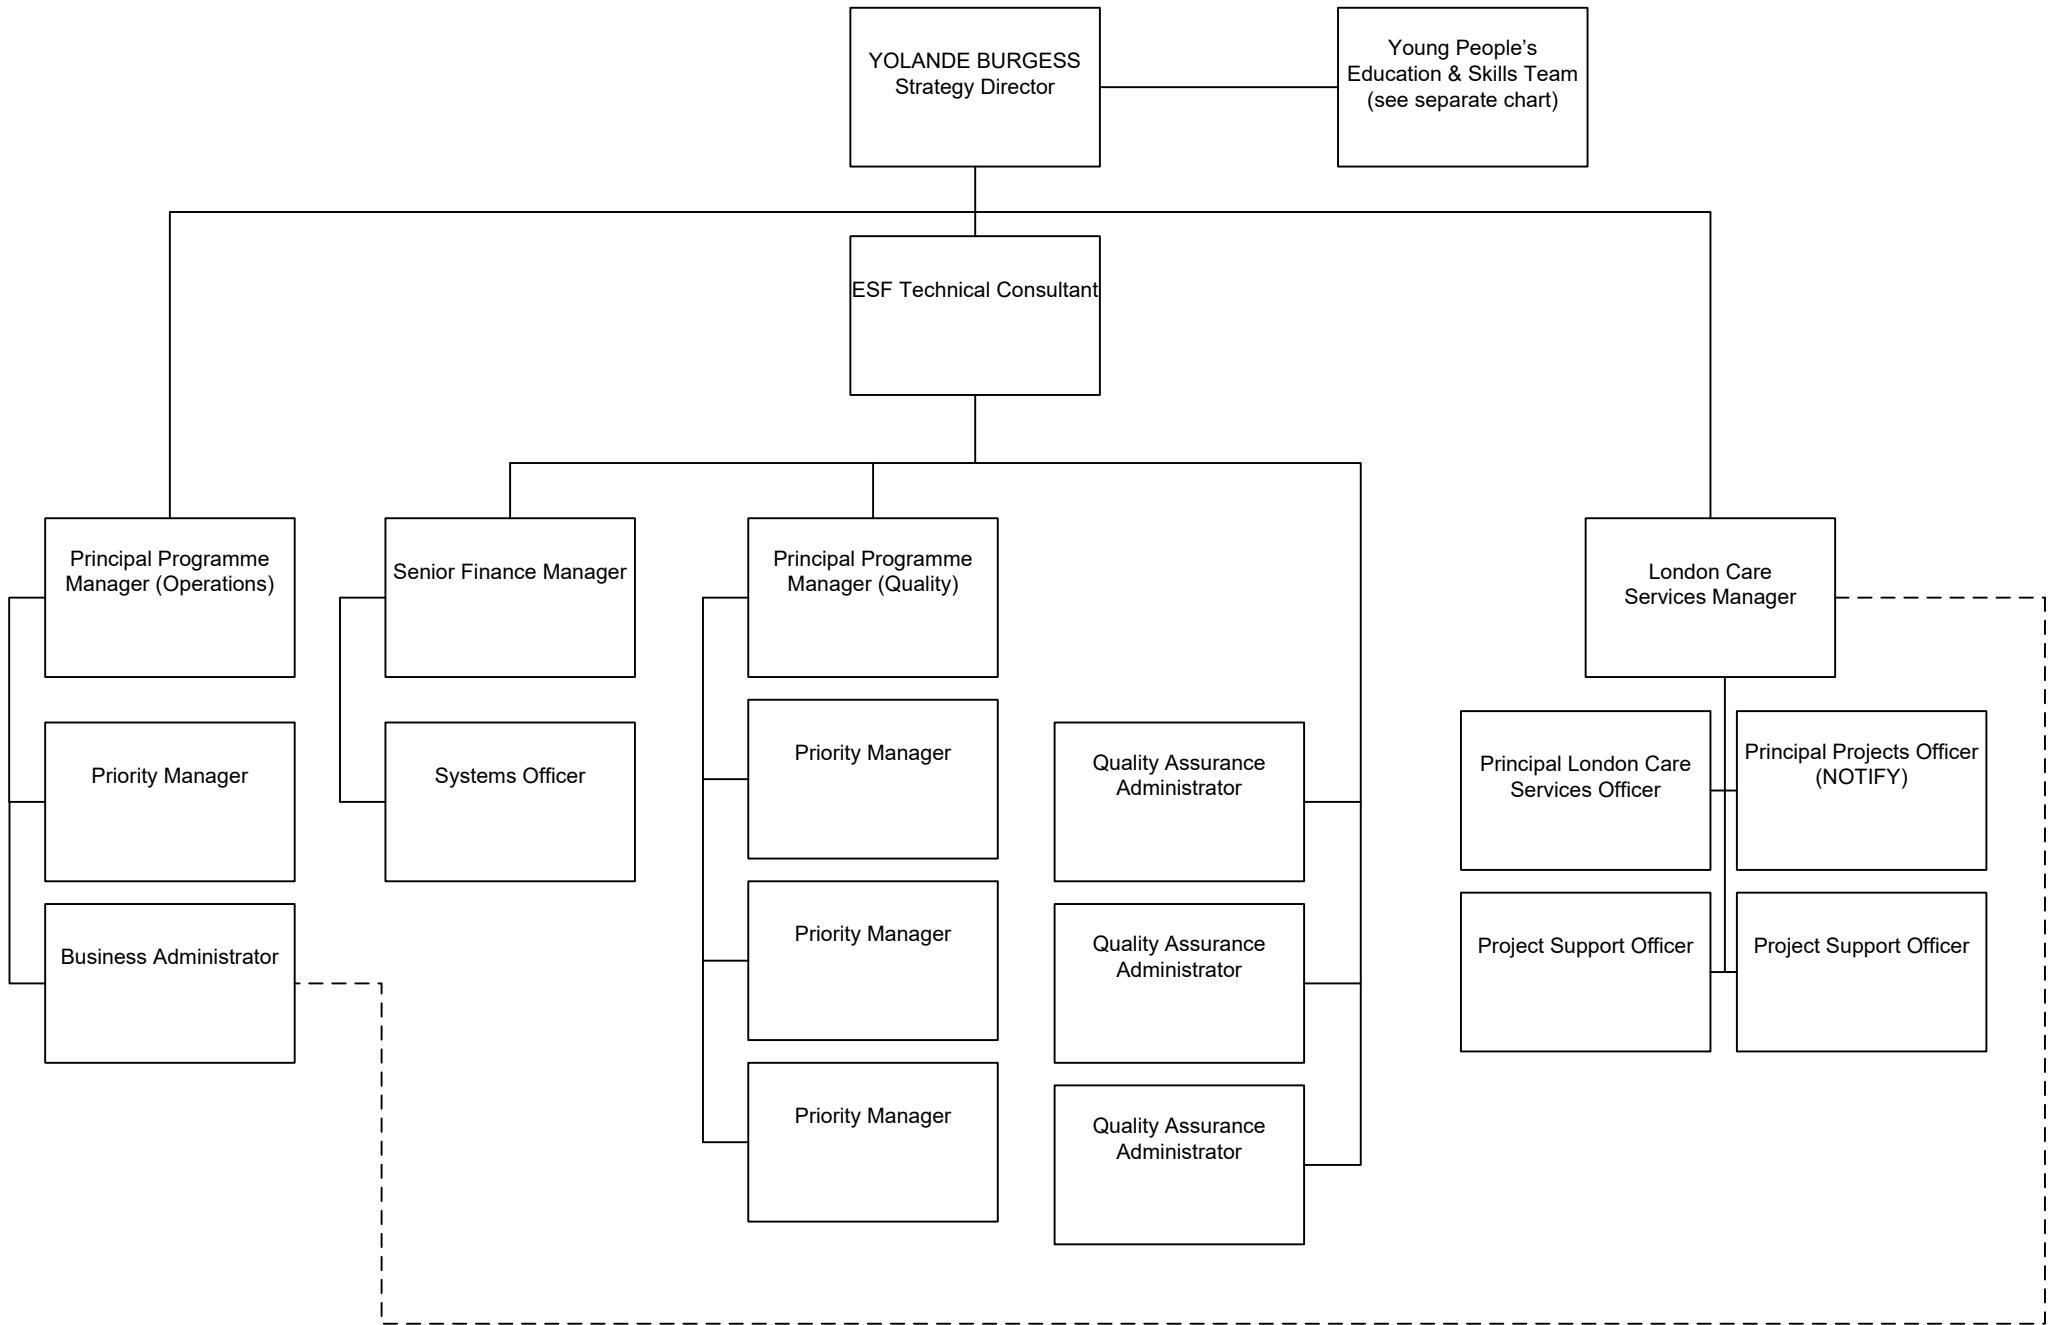 YOLANDE BURGESS
Strategy Director
Young People’s
Education & Skills Team
(see separate chart)
ESF Technical Consultant
Principal Programme
Manager (Operations)
Senior Finance Manager
Principal Programme
Manager (Quality)
London Care
Services Manager
Priority Manager
Systems Officer
Priority Manager
Quality Assurance
Administrator
Principal London Care
Services Officer
Principal Projects Officer
(NOTIFY)
Business Administrator
Priority Manager
Quality Assurance
Administrator
Project Support Officer
Project Support Officer
Priority Manager
Quality Assurance
Administrator